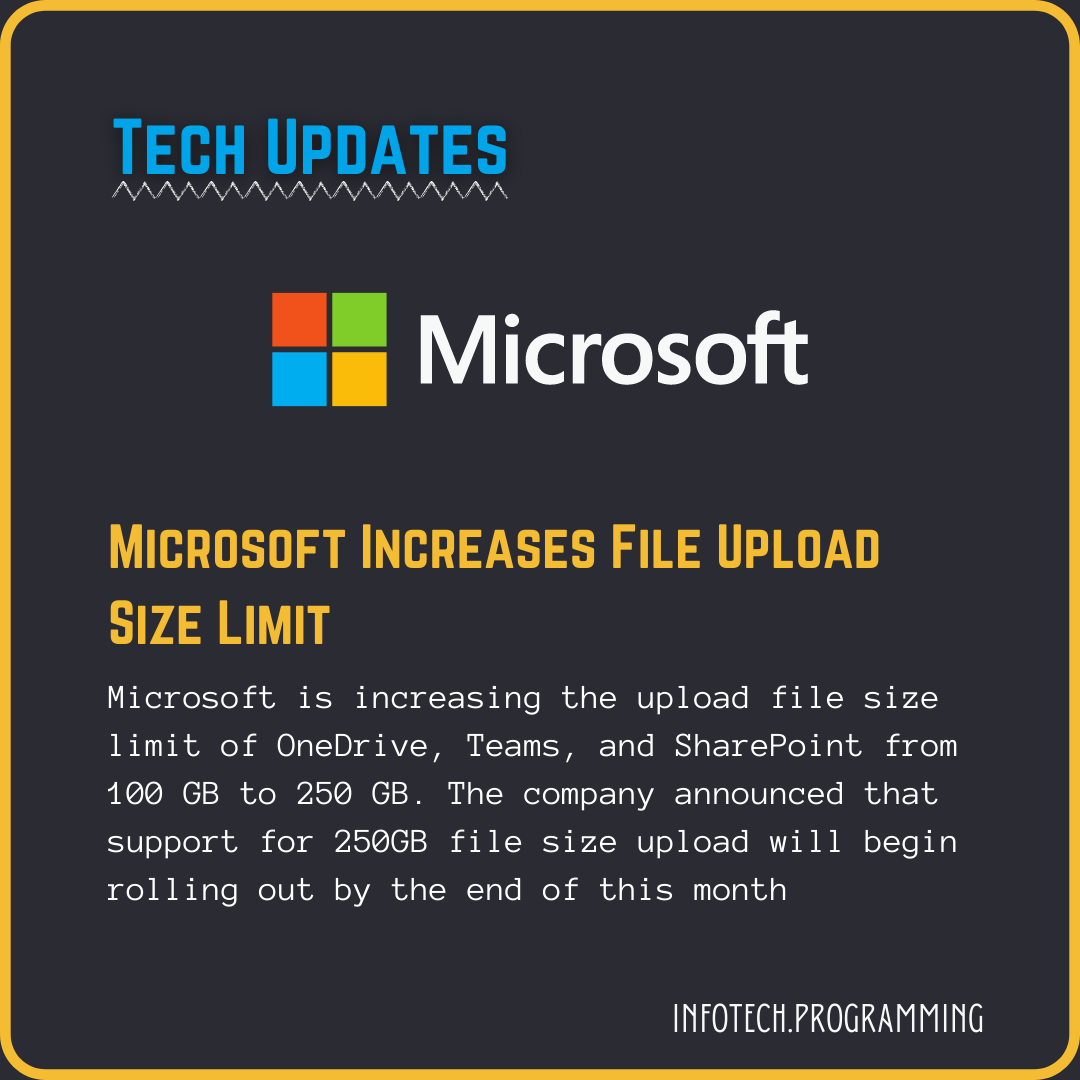 Tech Updates
Microsoft
Microsoft Increases File Upload
Size Limit
Microsoft is increasing the upload file size
limit of OneDrive, Teams, and SharePoint from
100 GB to 250 GB. The company announced that
support for 250GB file size upload will begin
rolling out by the end of this month
INFOTECH.PROGRAMMING